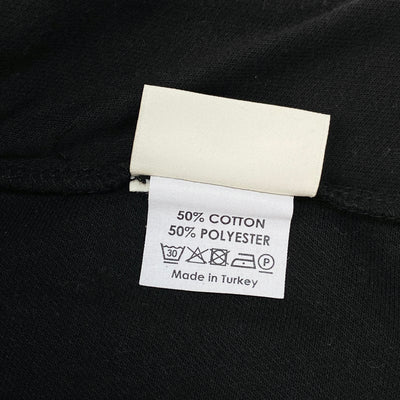 50% COTTON
50% POLYESTER
30 P
Made in Turkey